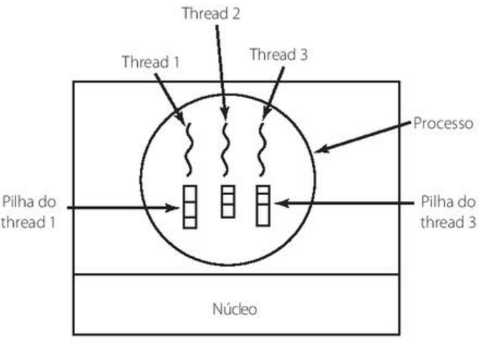 Thread 2
Thread 1
Thread 3
Processo
Pilha do
thread 1
Pilha do
thread 3
Núcleo